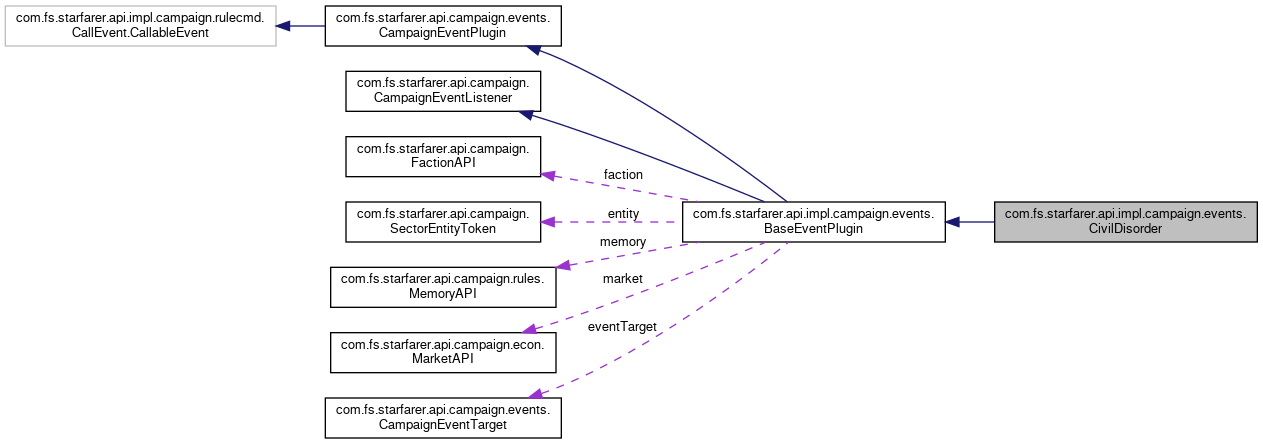 com.fs.starfarer.api.impl.campaign.rulecmd.
CallEvent.CallableEvent
com.fs.starfarer.api.campaign.events.
CampaignEventPlugin
com.fs.starfarer.api.campaign.
CampaignEventListener
com.fs.starfarer.api.campaign.
FactionAPI
faction
com.fs.starfarer.api.campaign.
SectorEntityToken
entity
com.fs.starfarer.api.impl.campaign.events.
BaseEventPlugin
com.fs.starfarer.api.impl.campaign.events.
CivilDisorder
memory
com.fs.starfarer.api.campaign.rules.
MemoryAPI
market
com.fs.starfarer.api.campaign.econ.
MarketAPI
eventTarget
com.fs.starfarer.api.campaign.events.
CampaignEventTarget